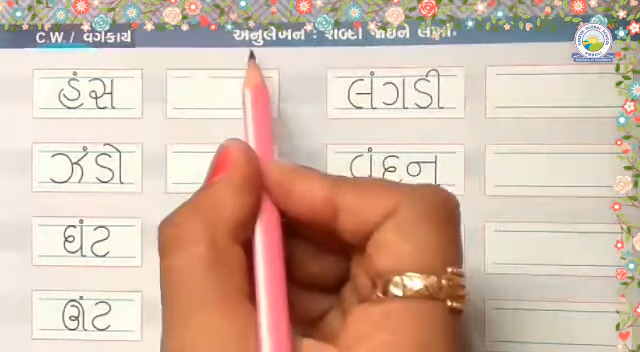 C.W. / વર્ગકાર્ય અનુલેખન : શબ્દો જોઈને લખો.
હંસ લંગડી
ઝંડો વંદન
ઘંટ
ઊંટ